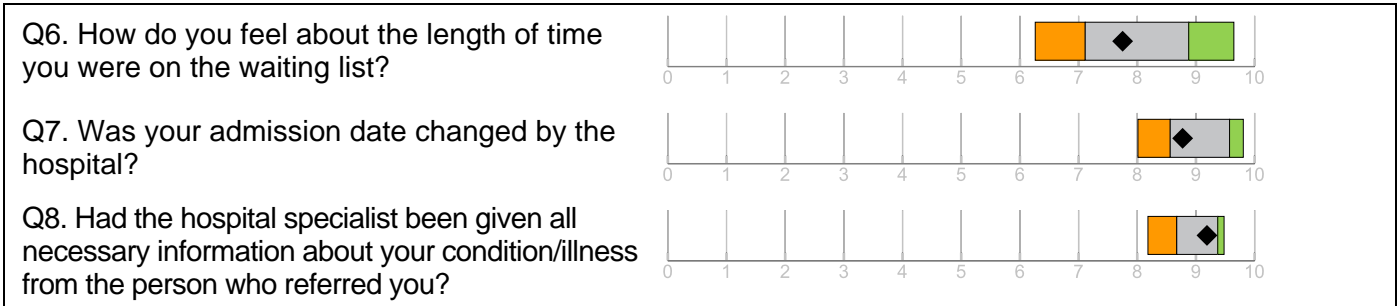 Q6. How do you feel about the length of time
you were on the waiting list?
0 1 2 3 4 5 6 7 8 9 10
Q7. Was your admission date changed by the
hospital?
0 1 2 3 4 5 6 7 8 9 10
Q8. Had the hospital specialist been given all
necessary information about your condition/illness
from the person who referred you?
0 1 2 3 4 5 6 7 8 9 10